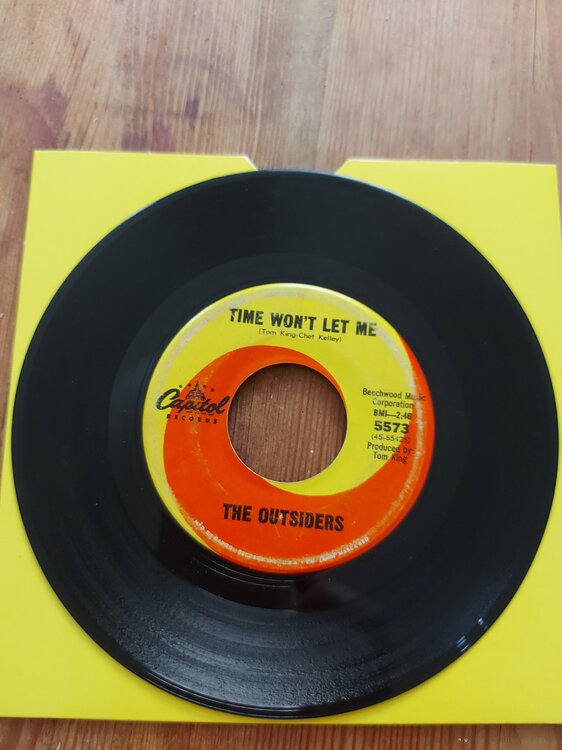 TIME WON'T LET ME
(Tom King-Chet Kelley)
Capitol
RECORDS
Beechwood Music
Corporation
BMI—2:48
5573
Produced by:
Tom King
THE OUTSIDERS